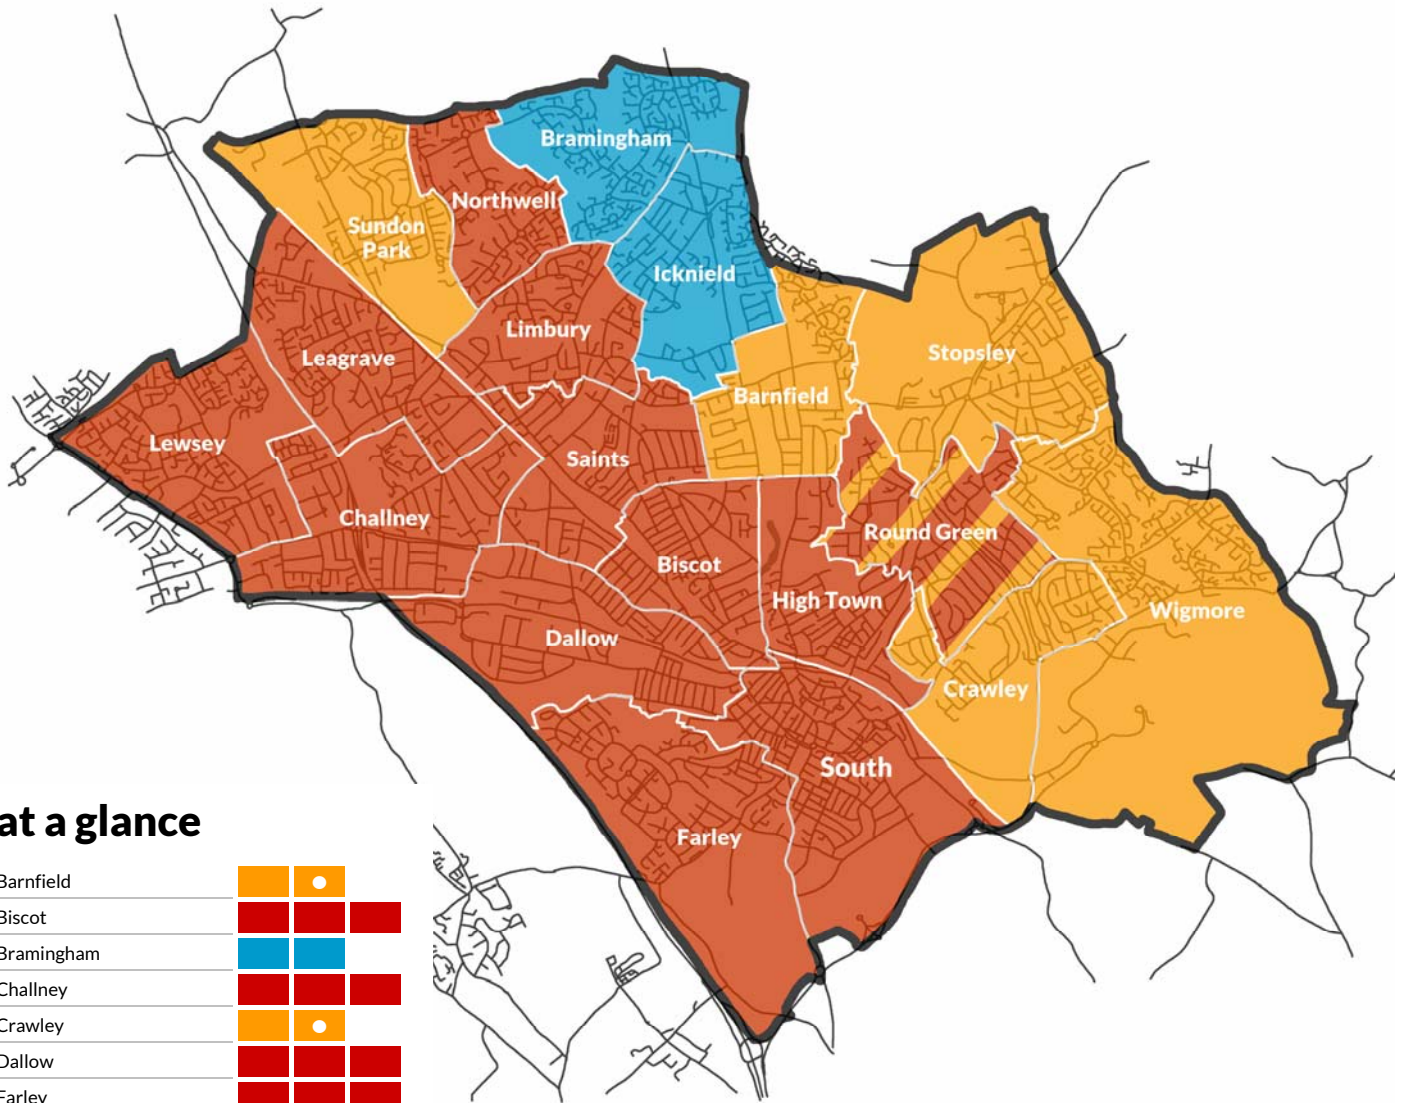 Bramingham
Northwell
Sundon
Park
Icknield
Limbury
Leagrave
Stopsley
Barnfield
Lewsey
Saints
Challney
Round Green
Biscot
High Town
Wigmore
Dallow
Crawley
South
Farley
at a glance
Barnfield
Biscot
Bramingham
Challney
Crawley
Dallow
Farley